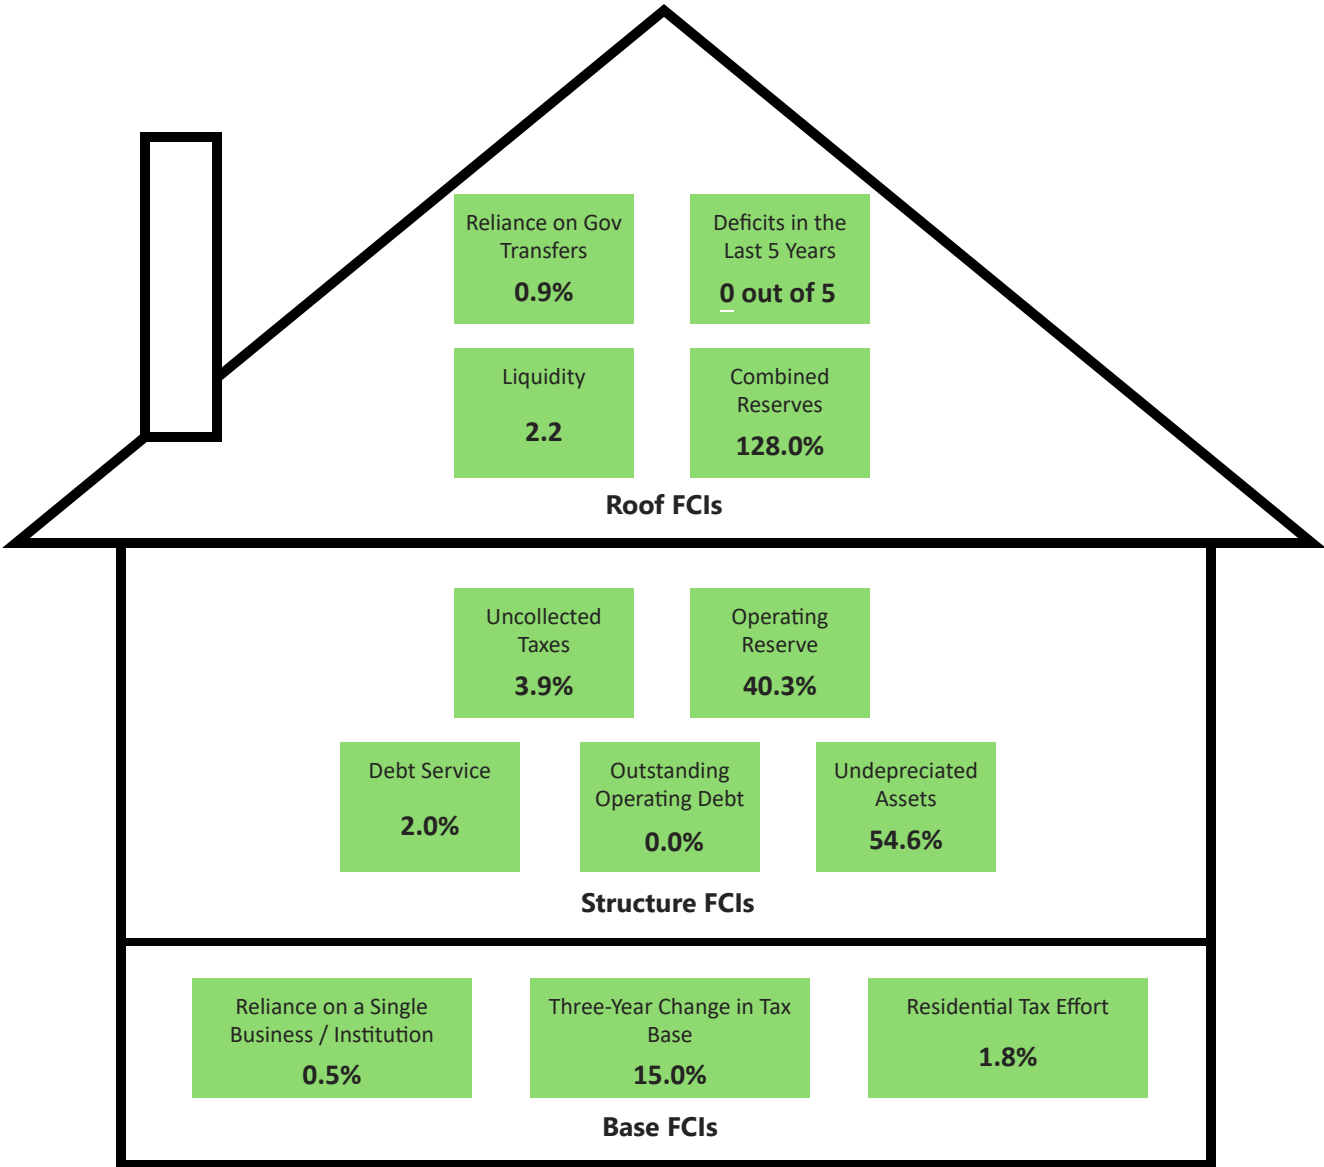 Reliance on Gov
Transfers
0.9%
Deficits in the
Last 5 Years
0 out of 5
Liquidity
2.2
Combined
Reserves
128.0%
Roof FCIs
Uncollected
Taxes
3.9%
Operating
Reserve
40.3%
Debt Service
2.0%
Outstanding
Operating Debt
0.0%
Undepreciated
Assets
54.6%
Structure FCIs
Reliance on a Single
Business / Institution
0.5%
Three-Year Change in Tax
Base
15.0%
Residential Tax Effort
1.8%
Base FCIs